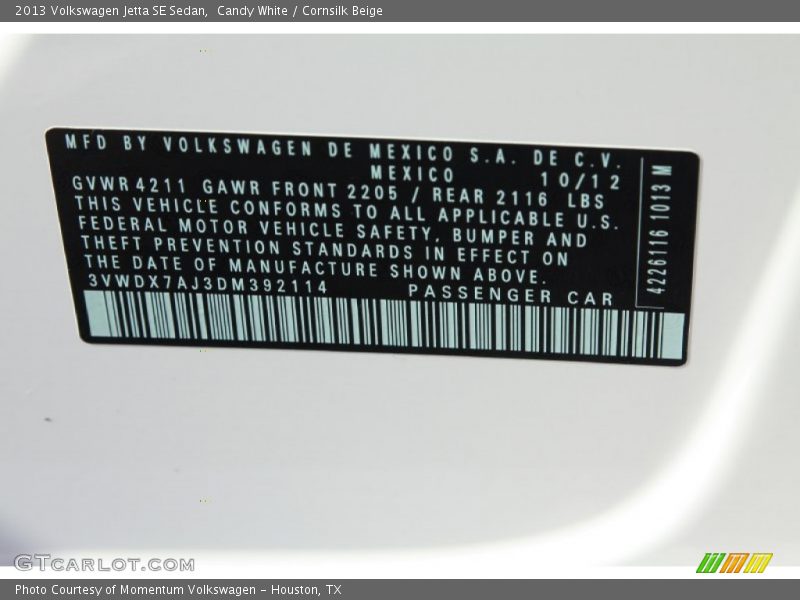 2013 Volkswagen Jetta SE Sedan,  Candy White / Cornsilk Beige
MFD BY VOLKSWAGEN DE MEXICO S.A. DE C.V.
MEXICO 10/12
GVWR 4211 GAWR FRONT 2205 / REAR 2116 LBS
THIS VEHICLE CONFORMS TO ALL APPLICABLE U.S.
FEDERAL MOTOR VEHICLE SAFETY, BUMPER AND
THEFT PREVENTION STANDARDS IN EFFECT ON
THE DATE OF MANUFACTURE SHOWN ABOVE.
3VWDX7AJ3DM392114 PASSENGER CAR
4226116 1013 M
GTCARLOT.COM
Photo Courtesy of Momentum Volkswagen - Houston, TX